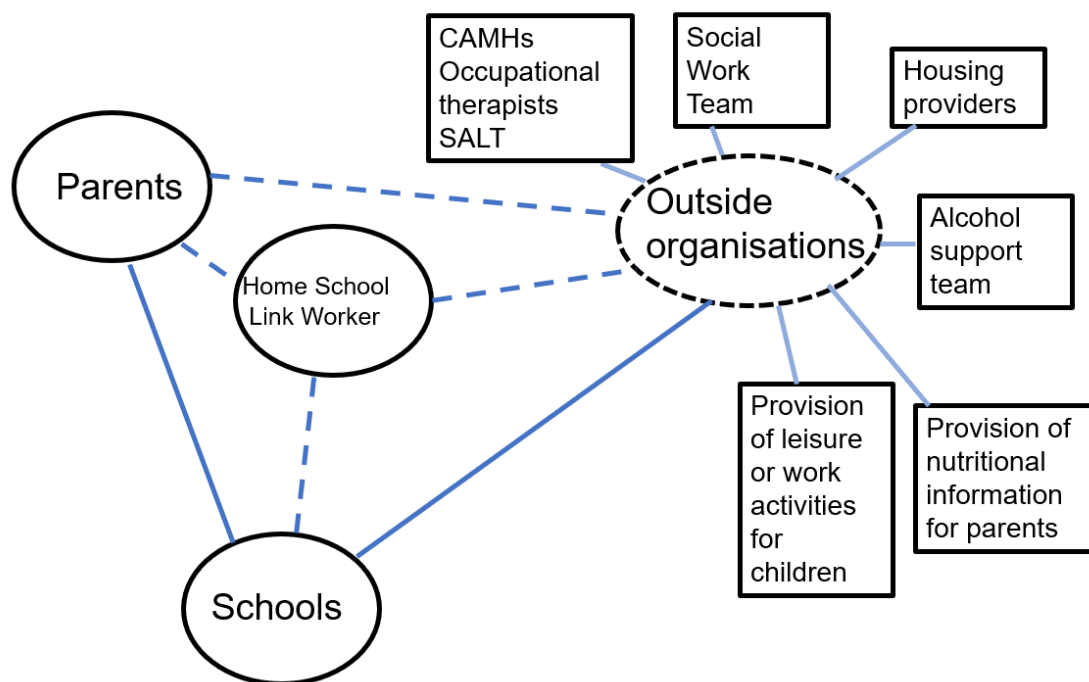 CAMHs
Occupational
therapists
SALT
Social
Work
Team
Housing
providers
Parents
Outside
organisations
Alcohol
support
team
Home School
Link Worker
Provision
of leisure
or work
activities
for
children
Provision of
nutritional
information
for parents
Schools